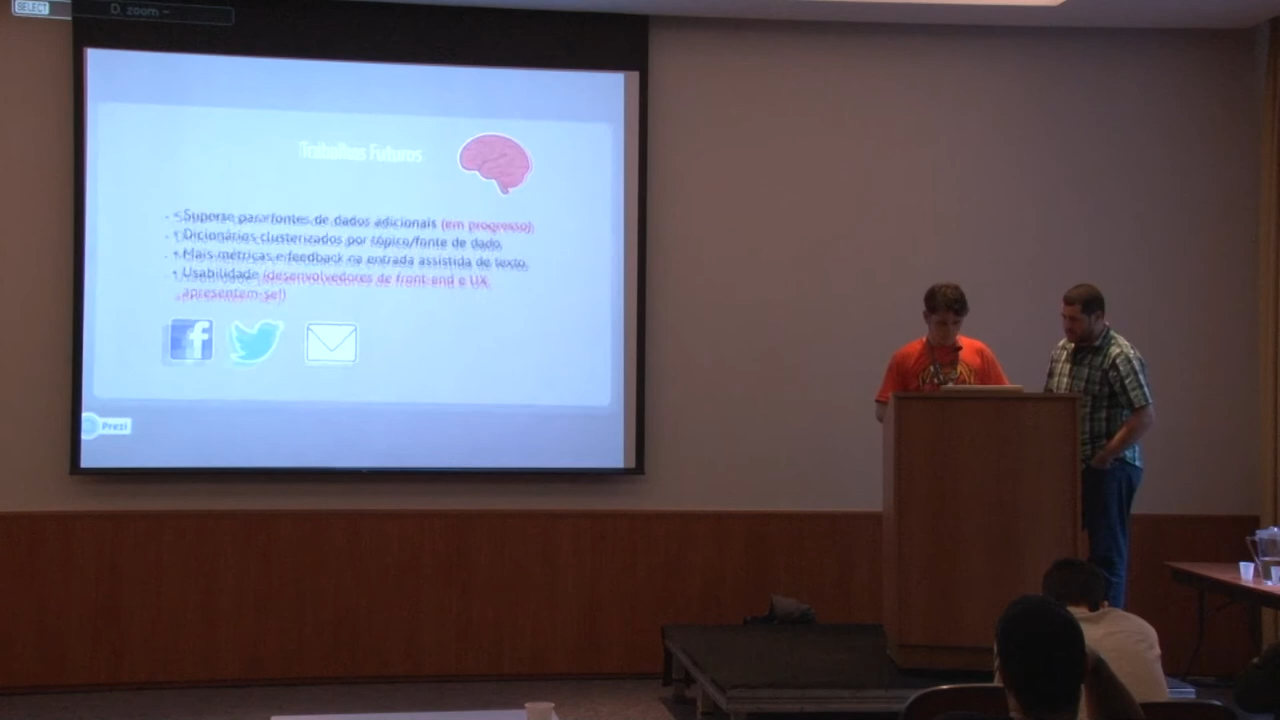 SELECT
D. zoom -
Trabalhos Futuros
- Suporte para fontes de dados adicionais (em progresso)
- Dicionários clusterizados por tópico/fonte de dado
- Mais métricas e feedback na entrada assistida de texto
- Usabilidade (desenvolvedores de front-end e UX,
apresentem-se!)
f
Prezi